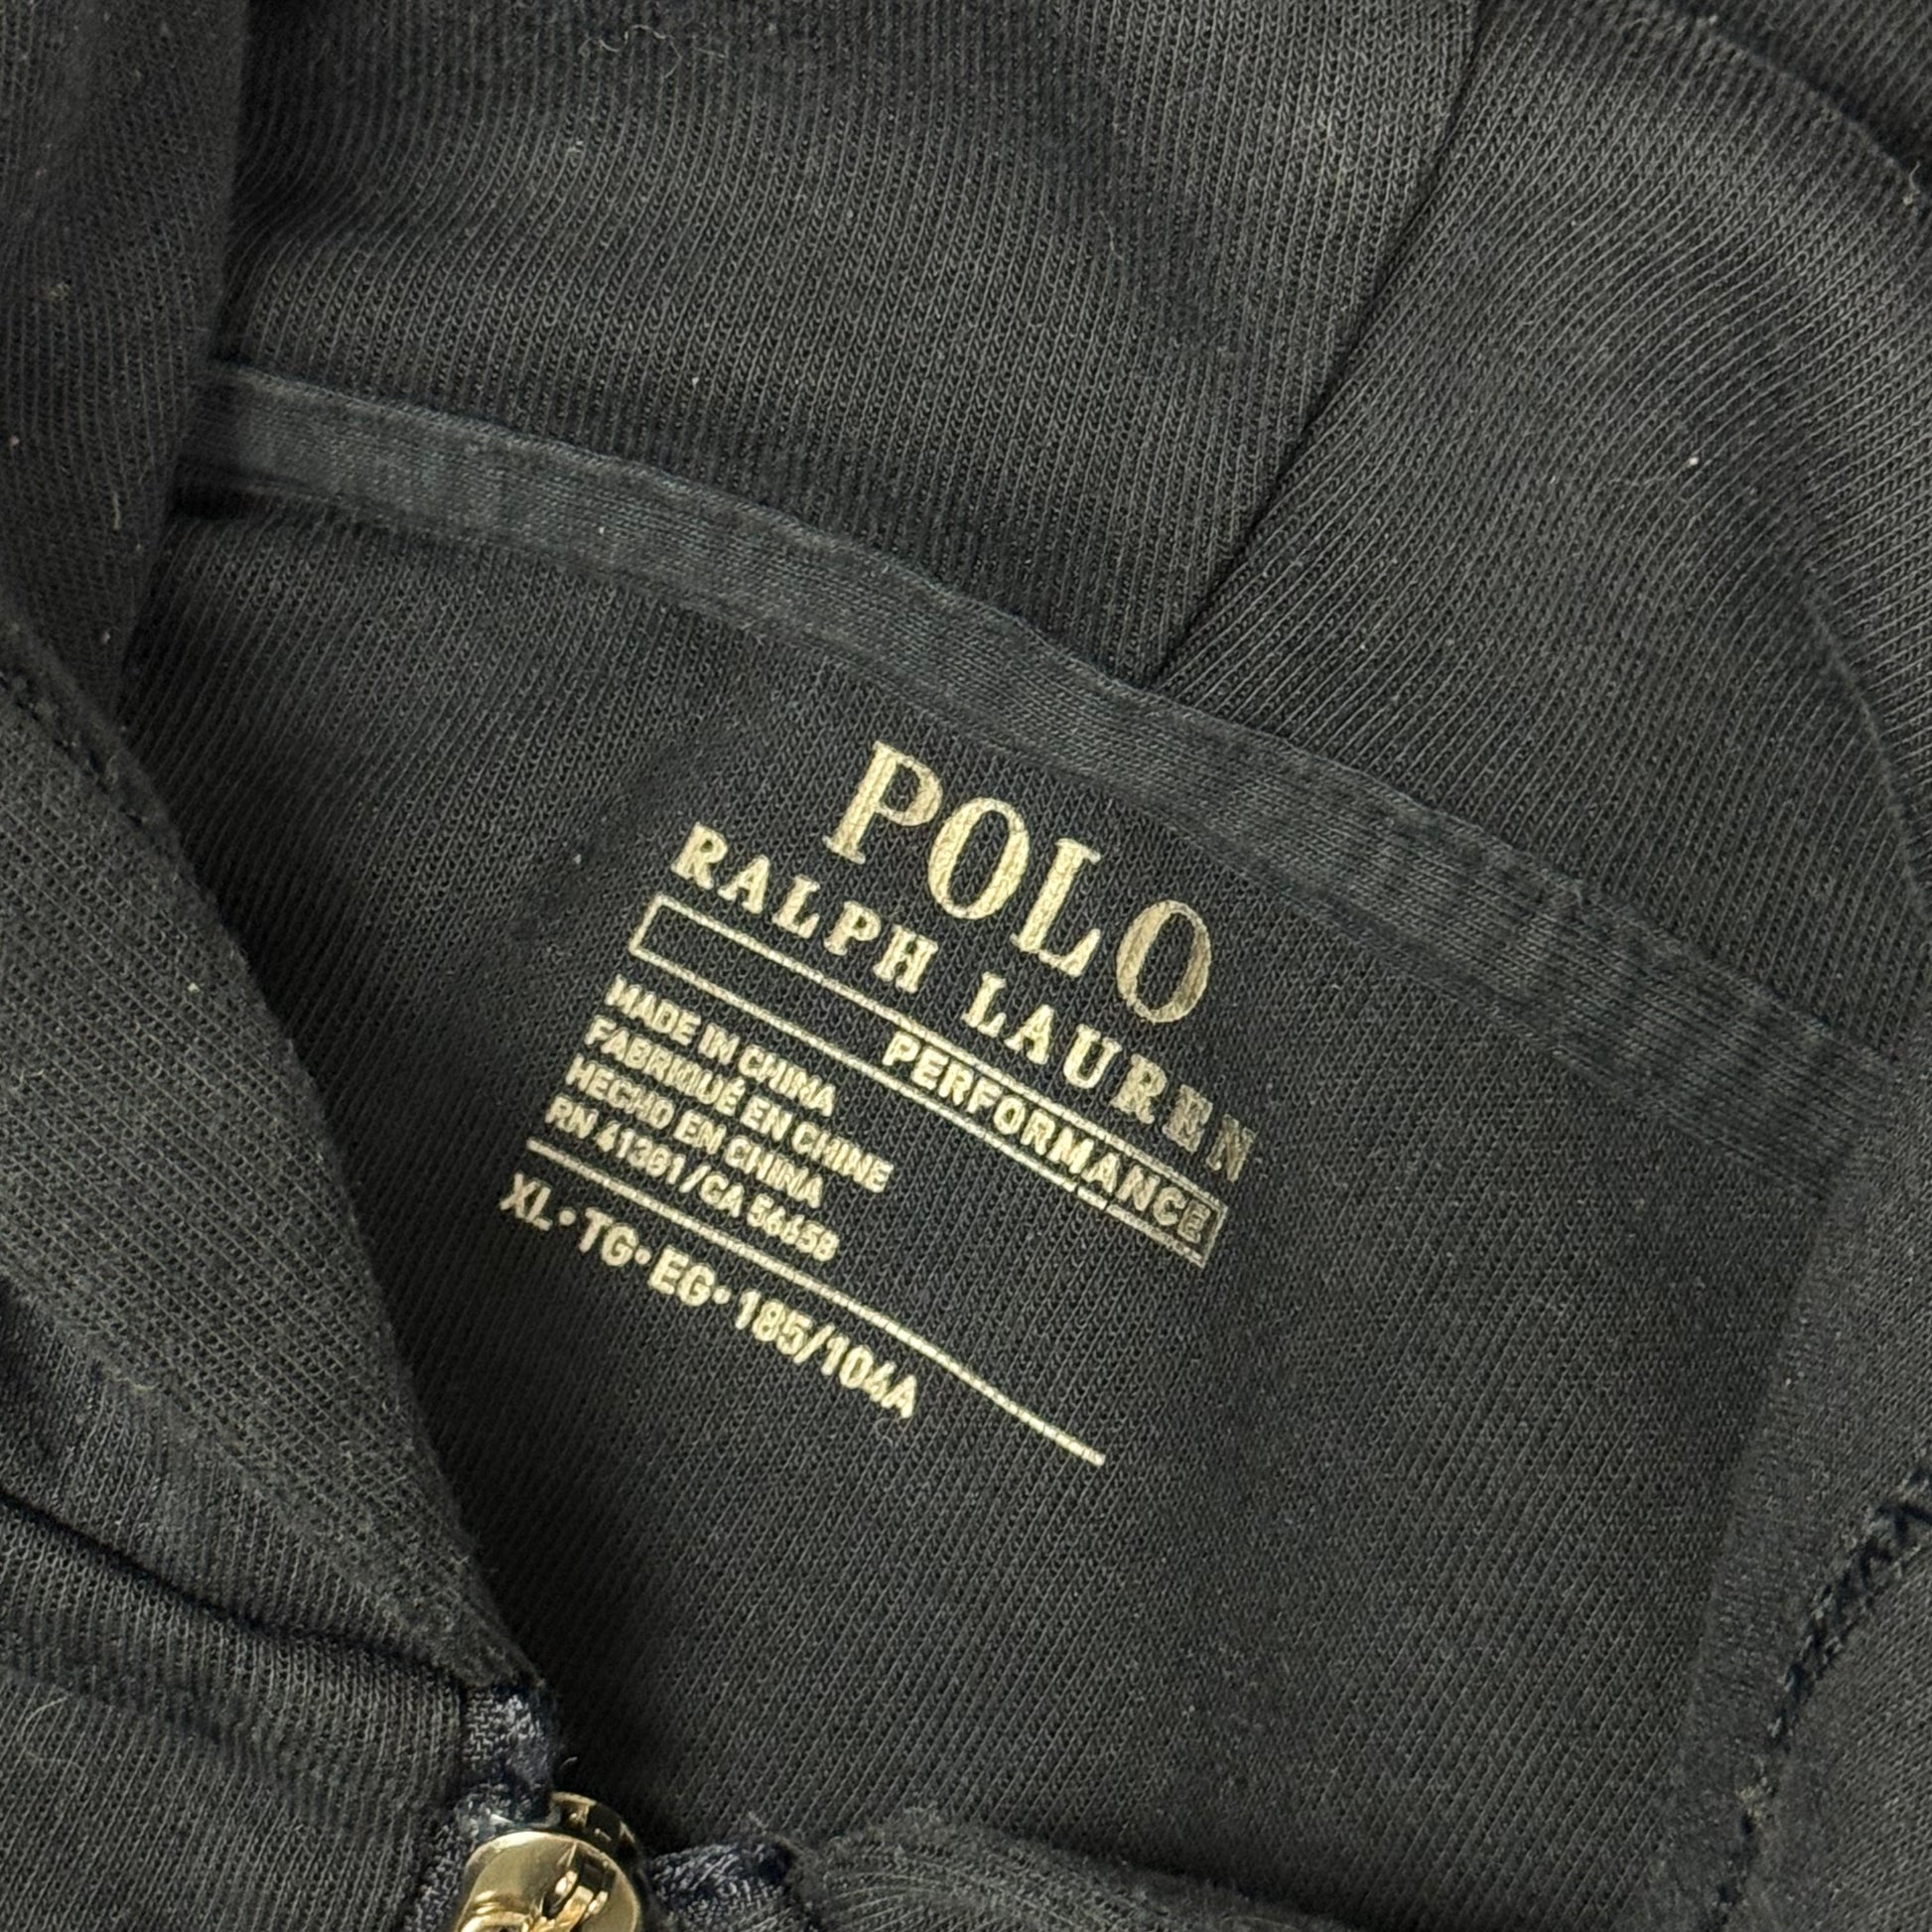 POLO
RALPH LAUREN
PERFORMANCE
MADE IN CHINA
FABRIQUÉ EN CHINE
HECHO EN CHINA
RN 41381/CA 56658
XL•TG•EG•185/104A